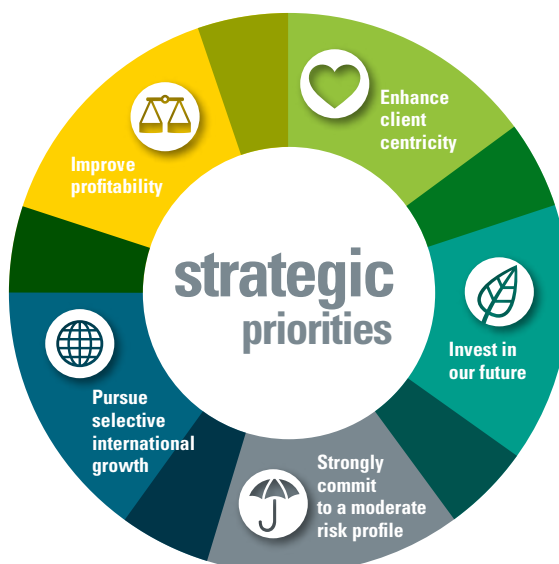 strategic
priorities
Enhance
client
centricity
Invest in
our future
Strongly
commit
to a moderate
risk profile
Pursue
selective
international
growth
Improve
profitability